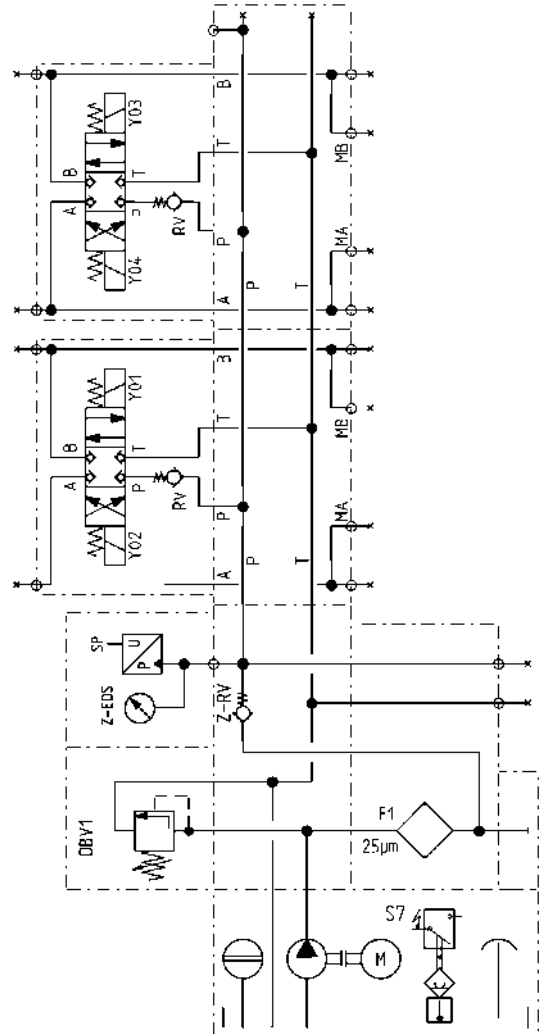 Y03
B
B
T
T
A
P
RV
Y04
P
A
P
T
MB
MA
Y01
B
B
T
T
A
P
RV
Y02
P
A
P
T
MB
MA
SP
U
P
Z-EDS
Z-RV
DBV1
F1
25µm
S7
M